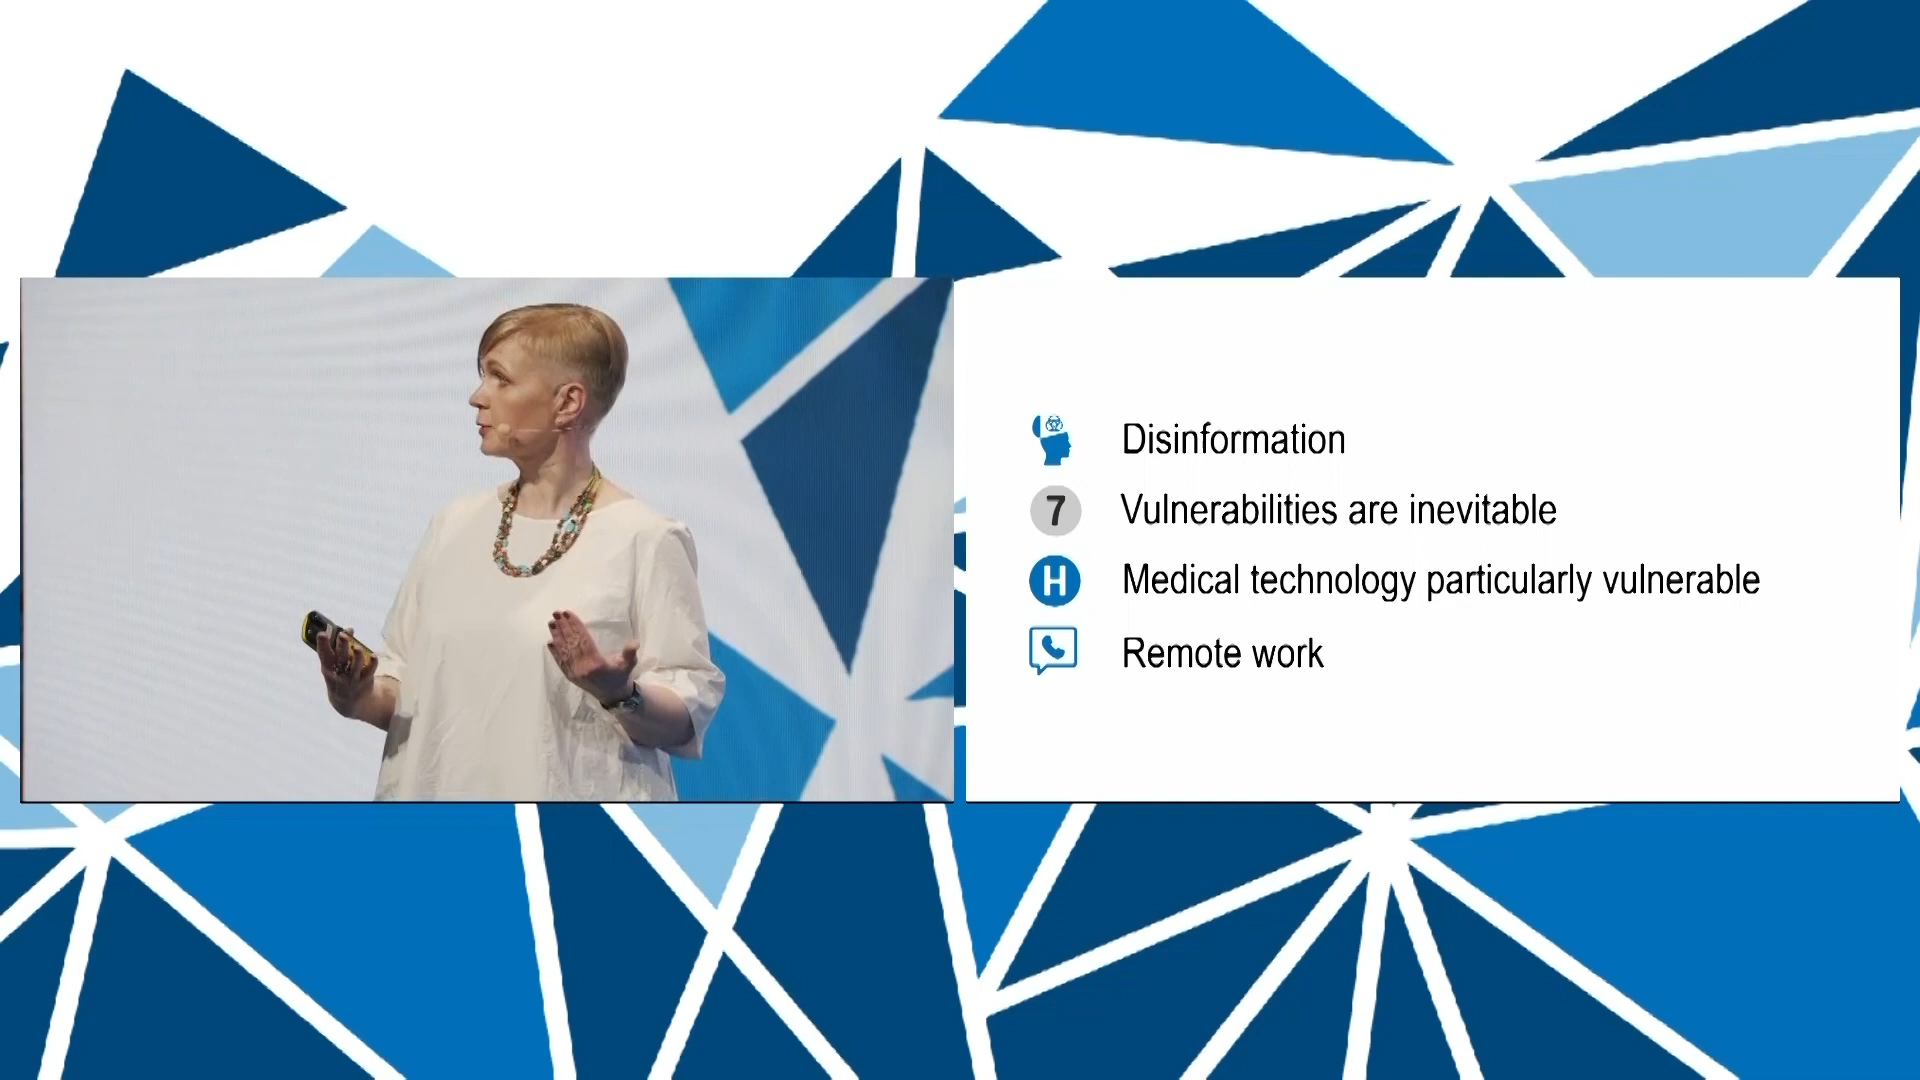 Disinformation
7 Vulnerabilities are inevitable
H Medical technology particularly vulnerable
Remote work